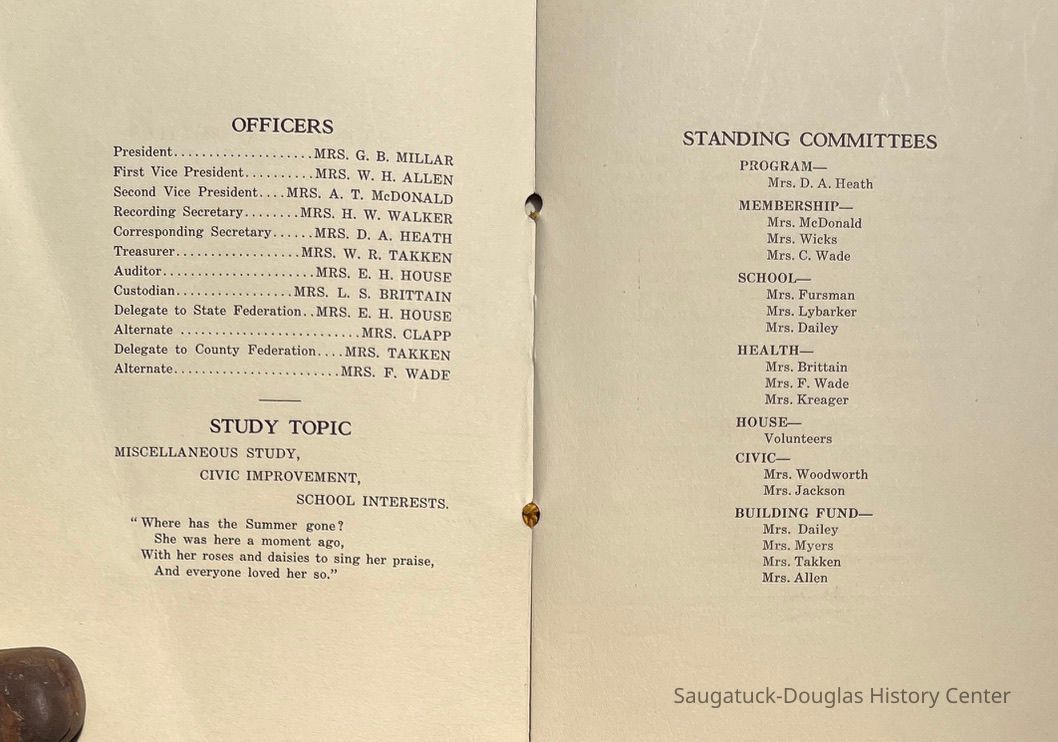 OFFICERS
President....................MRS. G. B. MILLAR
First Vice President..........MRS. W. H. ALLEN
Second Vice President....MRS. A. T. McDONALD
Recording Secretary........MRS. H. W. WALKER
Corresponding Secretary......MRS. D. A. HEATH
Treasurer..................MRS. W. R. TAKKEN
Auditor......................MRS. E. H. HOUSE
Custodian.................MRS. L. S. BRITTAIN
Delegate to State Federation..MRS. E. H. HOUSE
Alternate ..........................MRS. CLAPP
Delegate to County Federation....MRS. TAKKEN
Alternate........................MRS. F. WADE
STUDY TOPIC
MISCELLANEOUS STUDY,
CIVIC IMPROVEMENT,
SCHOOL INTERESTS.
“Where has the Summer gone?
She was here a moment ago,
With her roses and daisies to sing her praise,
And everyone loved her so.”
STANDING COMMITTEES
PROGRAM—
Mrs. D. A. Heath
MEMBERSHIP—
Mrs. McDonald
Mrs. Wicks
Mrs. C. Wade
SCHOOL—
Mrs. Fursman
Mrs. Lybarker
Mrs. Dailey
HEALTH—
Mrs. Brittain
Mrs. F. Wade
Mrs. Kreager
HOUSE—
Volunteers
CIVIC—
Mrs. Woodworth
Mrs. Jackson
BUILDING FUND—
Mrs. Dailey
Mrs. Myers
Mrs. Takken
Mrs. Allen
Saugatuck-Douglas History Center